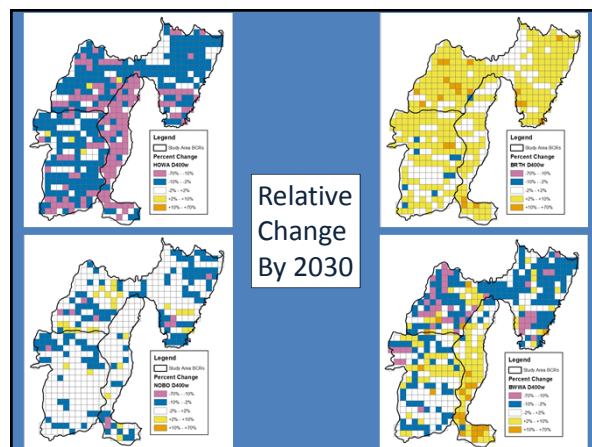 Legend
Study Area BCRs
Percent Change
HOWA D400w
-70% - -10%
-10% - -2%
-2% - +2%
+2% - +10%
+10% - +70%
Legend
Study Area BCRs
Percent Change
BRTH D400w
-70% - -10%
-10% - -2%
-2% - +2%
+2% - +10%
+10% - +70%
Relative
Change
By 2030
Legend
Study Area BCRs
Percent Change
NOBO D400w
-70% - -10%
-10% - -2%
-2% - +2%
+2% - +10%
+10% - +70%
Legend
Study Area BCRs
Percent Change
BWWA D400w
-70% - -10%
-10% - -2%
-2% - +2%
+2% - +10%
+10% - +70%